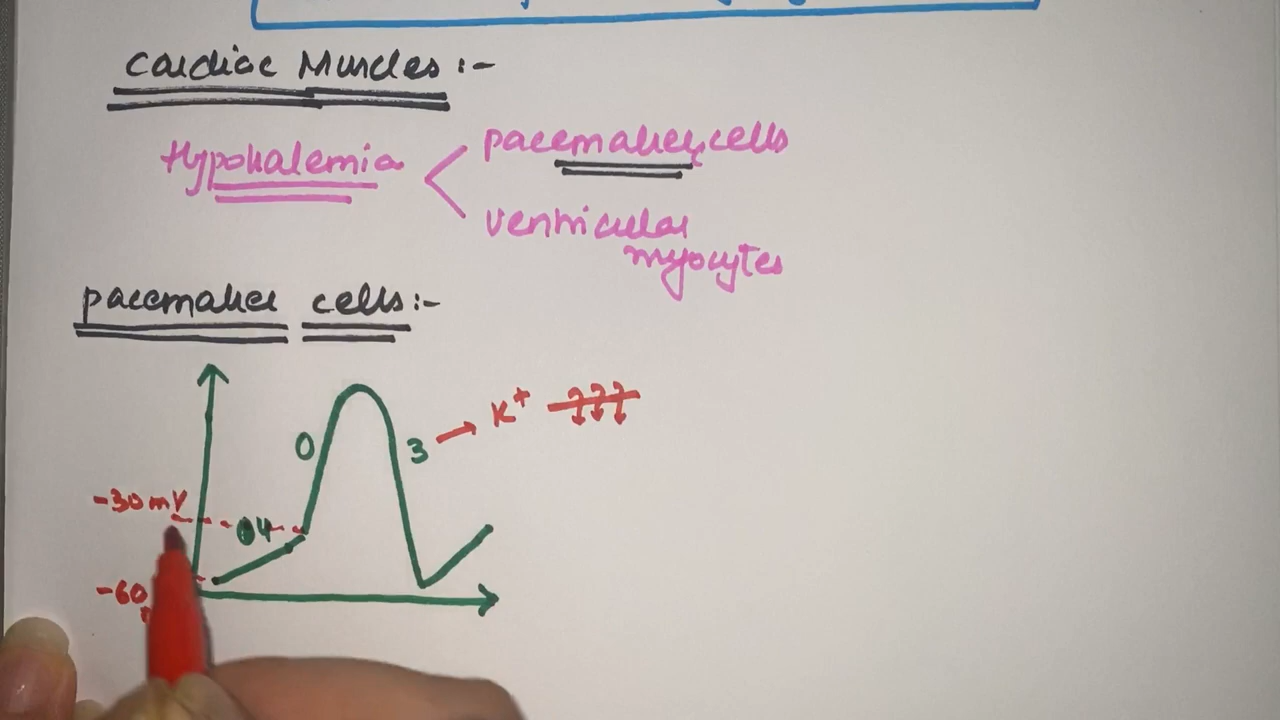 Cardiac Muscles :-
Hypokalemia
pacemaker cells
ventricular
myocytes
pacemaker cells :-
K+
0
3
-30 mV
4
-60